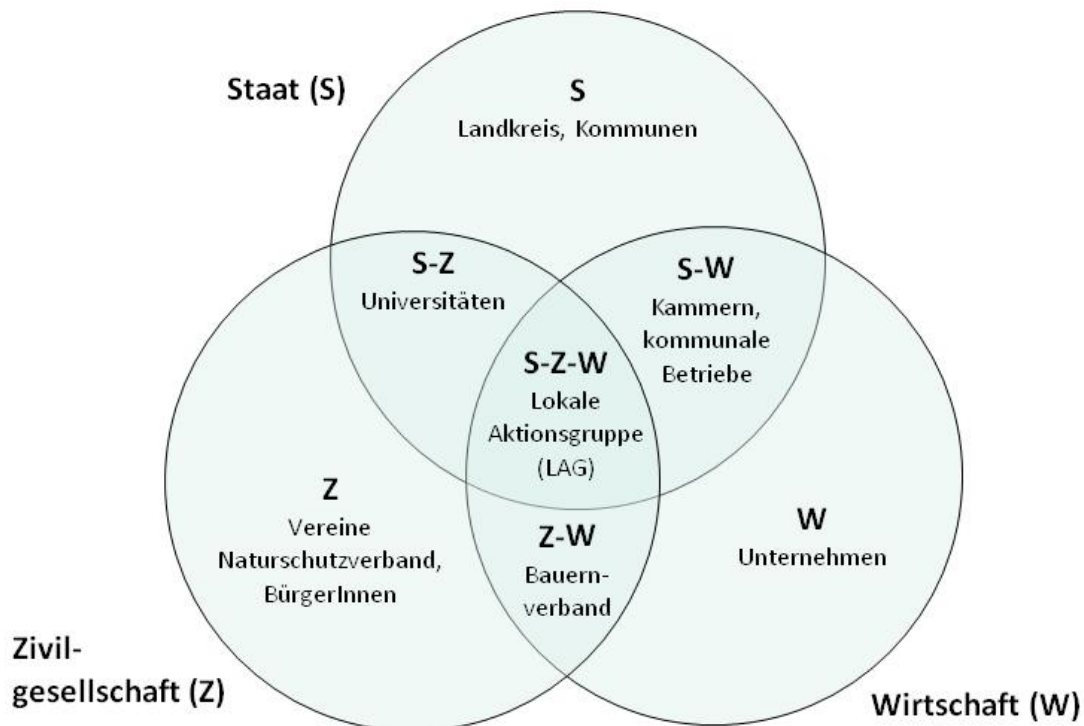 Staat (S)
S
Landkreis, Kommunen
S-Z
Universitäten
S-W
Kammern,
kommunale
Betriebe
S-Z-W
Lokale
Aktionsgruppe
(LAG)
Z
Vereine
Naturschutzverband,
BürgerInnen
Z-W
Bauern-
verband
W
Unternehmen
Zivil-
gesellschaft (Z)
Wirtschaft (W)